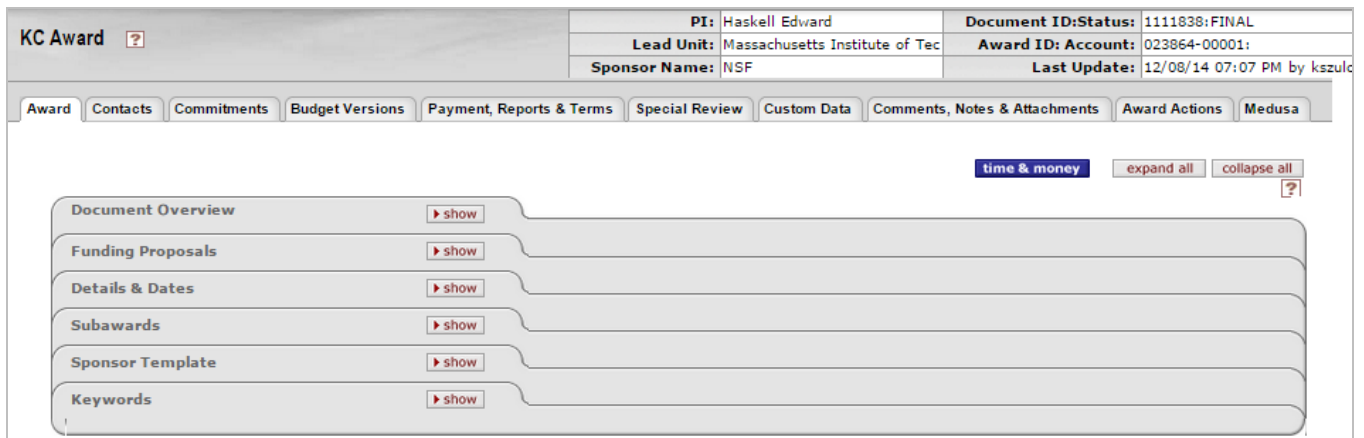 KC Award ?
PI: Haskell Edward Document ID:Status: 1111838:FINAL
Lead Unit: Massachusetts Institute of Tec Award ID: Account: 023864-00001:
Sponsor Name: NSF Last Update: 12/08/14 07:07 PM by kszulc
Award Contacts Commitments Budget Versions Payment, Reports & Terms Special Review Custom Data Comments, Notes & Attachments Award Actions Medusa
time & money expand all collapse all
?
Document Overview show
Funding Proposals show
Details & Dates show
Subawards show
Sponsor Template show
Keywords show